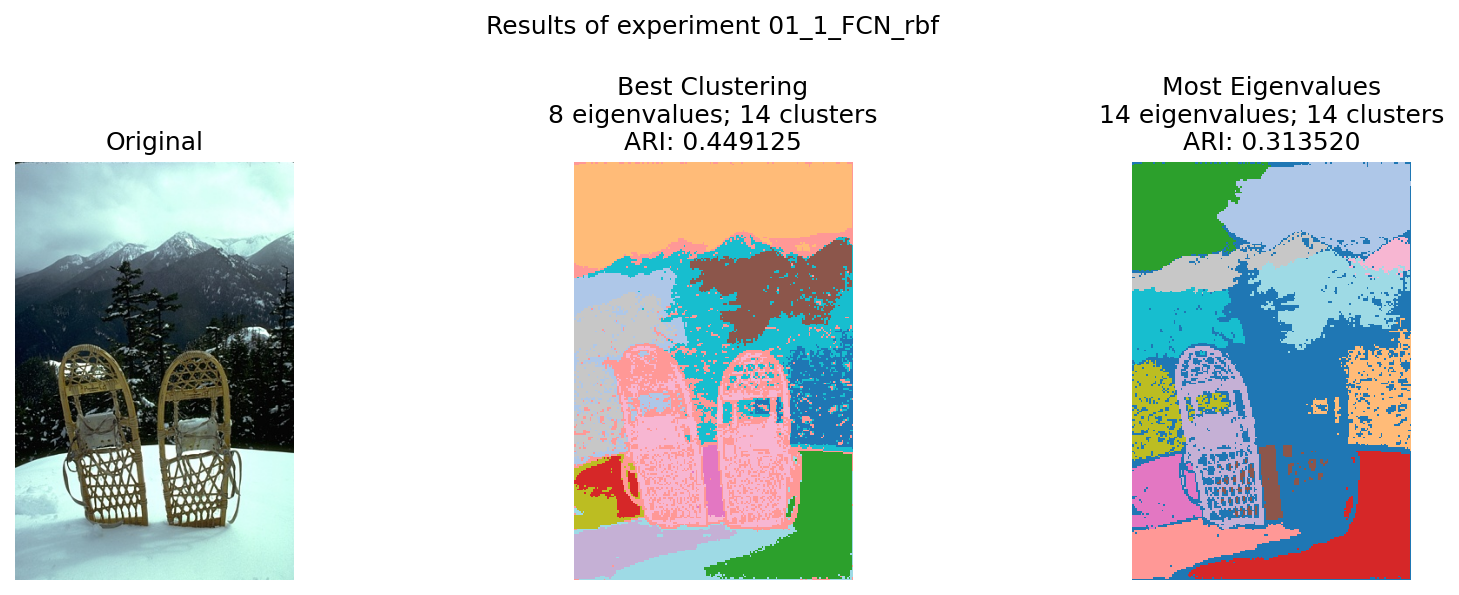 Results of experiment 01_1_FCN_rbf
Original
Best Clustering
8 eigenvalues; 14 clusters
ARI: 0.449125
Most Eigenvalues
14 eigenvalues; 14 clusters
ARI: 0.313520